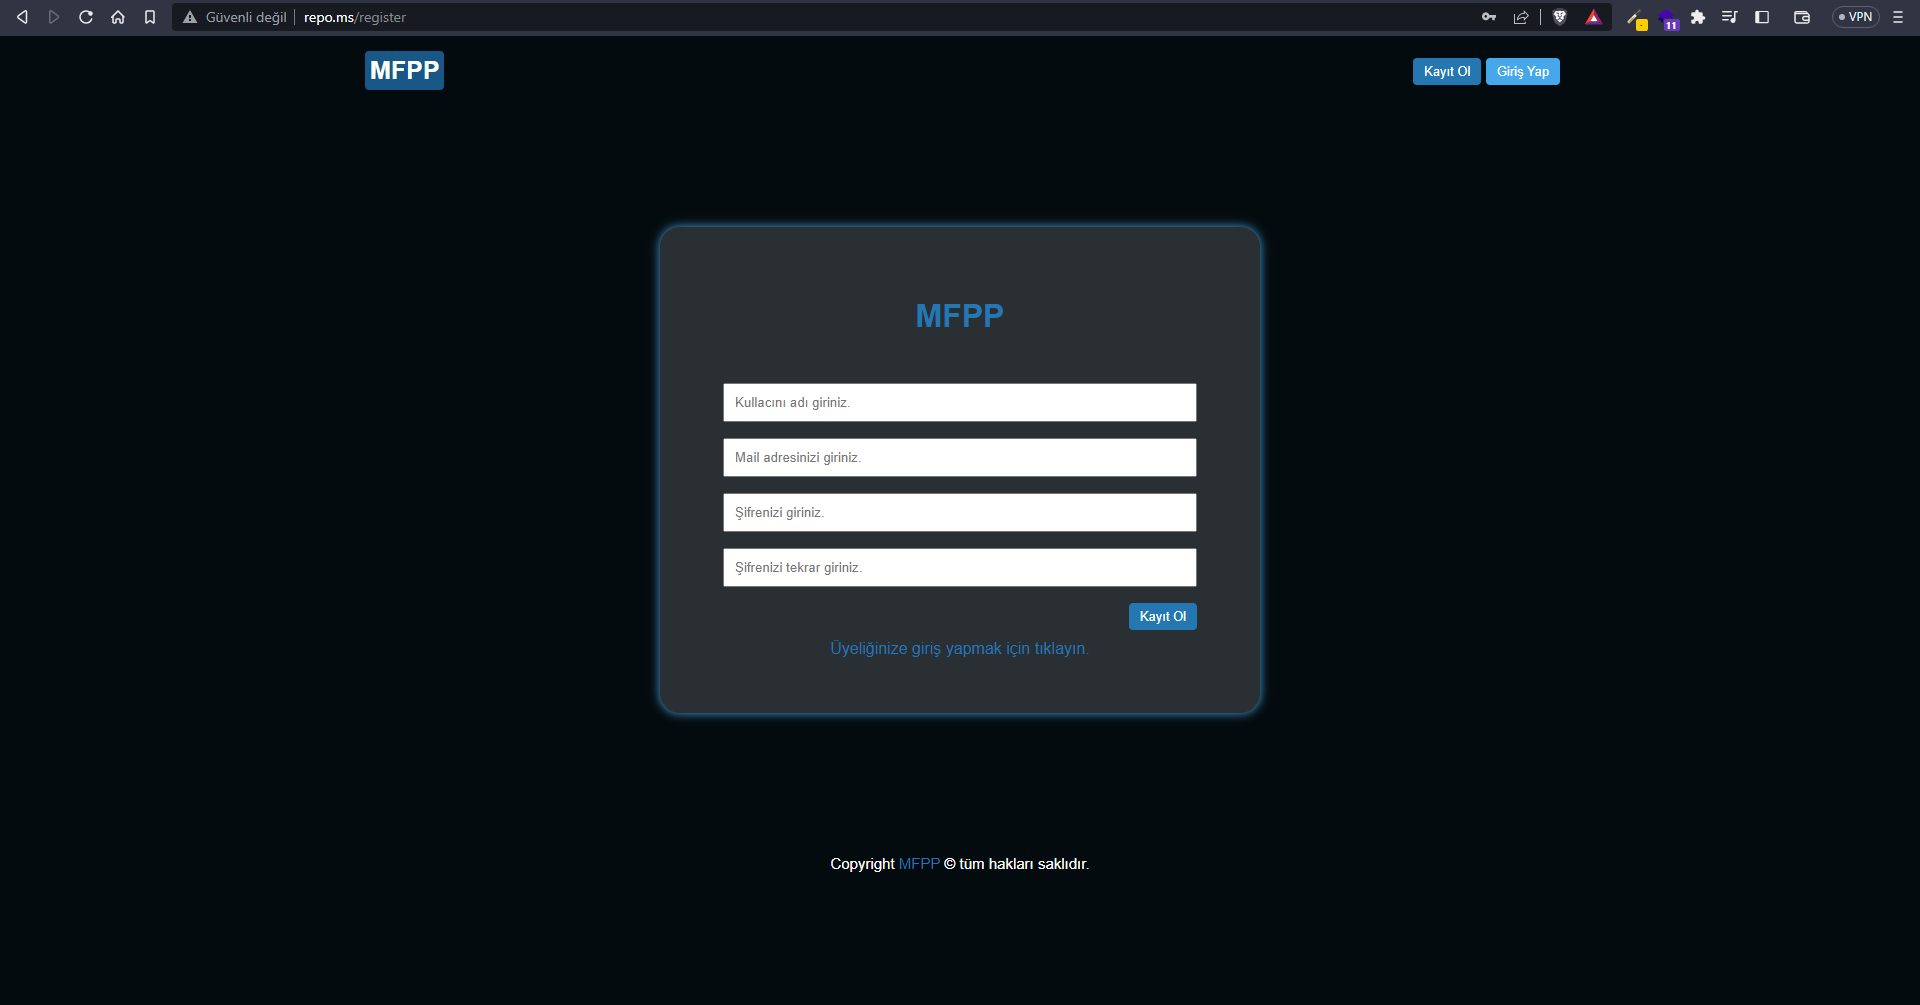 Güvenli değil repo.ms/register
11
VPN
MFPP
Kayıt Ol
Giriş Yap
MFPP
Kullacını adı giriniz.
Mail adresinizi giriniz.
Şifrenizi giriniz.
Şifrenizi tekrar giriniz.
Kayıt Ol
Üyeliğinize giriş yapmak için tıklayın.
Copyright MFPP © tüm hakları saklıdır.